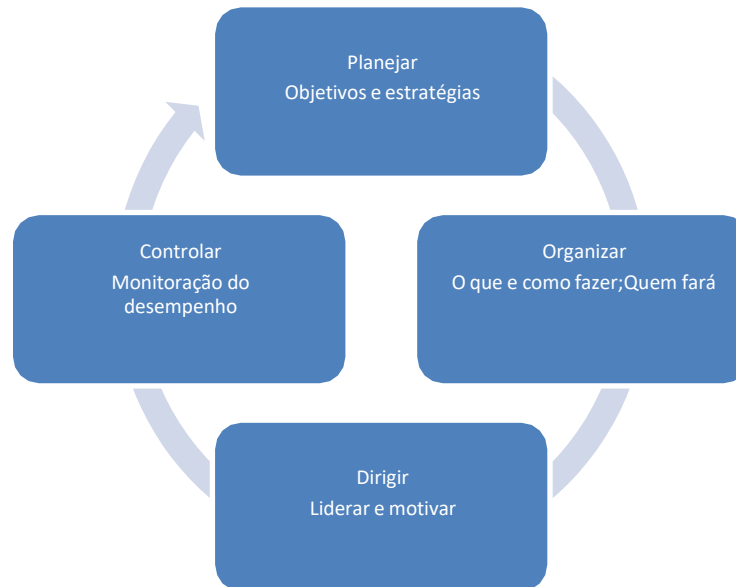 Planejar
Objetivos e estratégias
Organizar
O que e como fazer;Quem fará
Dirigir
Liderar e motivar
Controlar
Monitoração do
desempenho